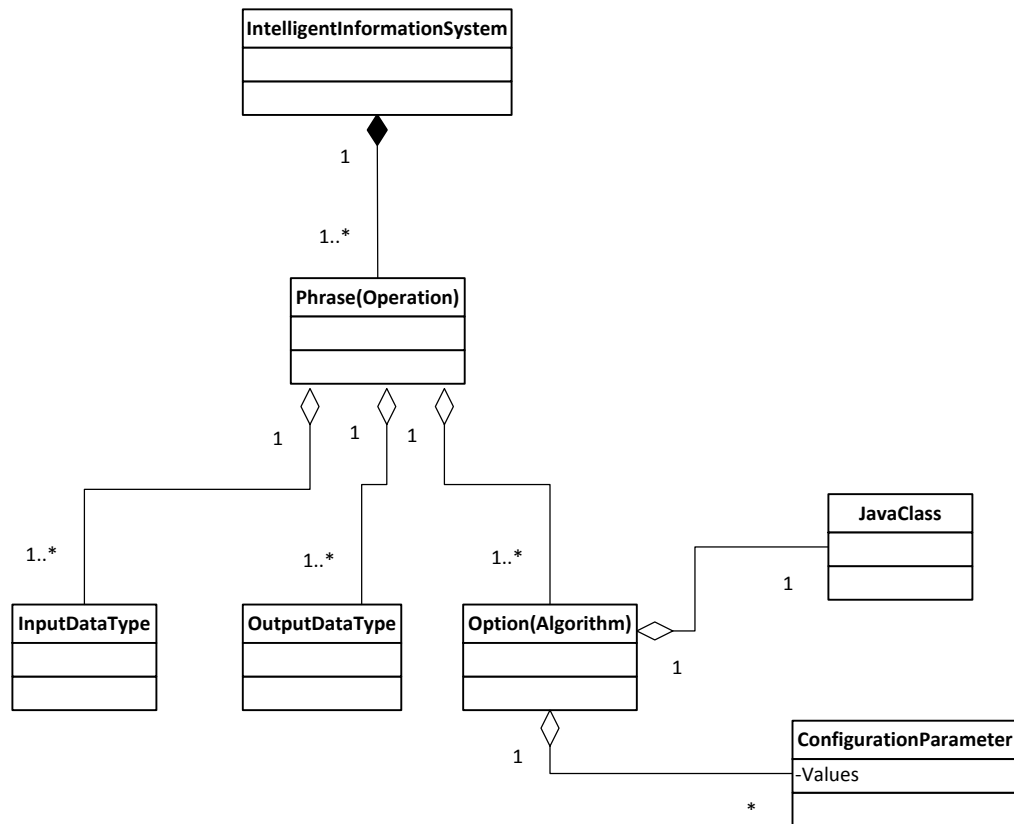 IntelligentInformationSystem
1
1..*
Phrase(Operation)
1
1
1
1..*
1..*
1..*
InputDataType
OutputDataType
Option(Algorithm)
JavaClass
1
1
1
ConfigurationParameter
-Values
*